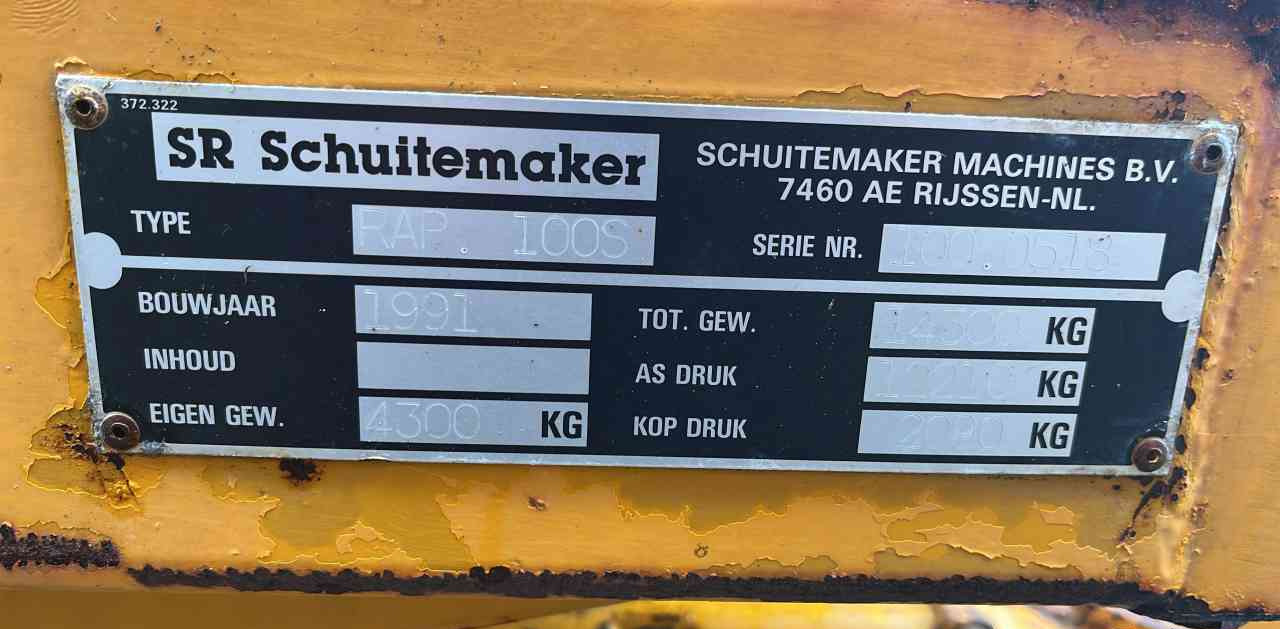 372.322
SR Schuitemaker
SCHUITEMAKER MACHINES B.V.
7460 AE RIJSSEN-NL.
TYPE RAP. 100S
SERIE NR. 100.0518
BOUWJAAR 1991
TOT. GEW. 14300 KG
INHOUD
AS DRUK KG
EIGEN GEW. 4300 KG
KOP DRUK KG